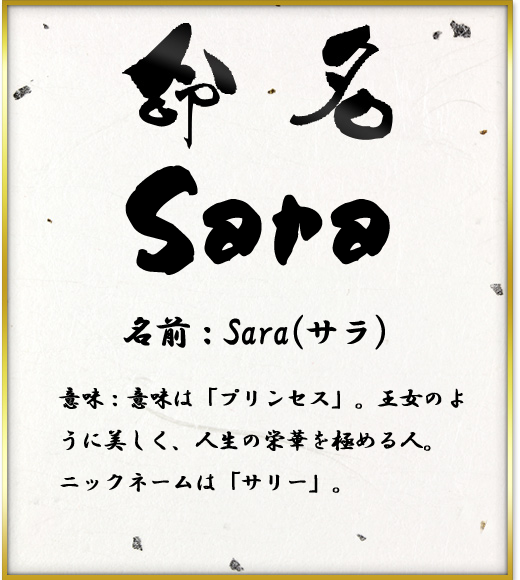 命名
Sara
名前：Sara(サラ)
意味：意味は「プリンセス」。王女のよ
うに美しく、人生の栄華を極める人。
ニックネームは「サリー」。